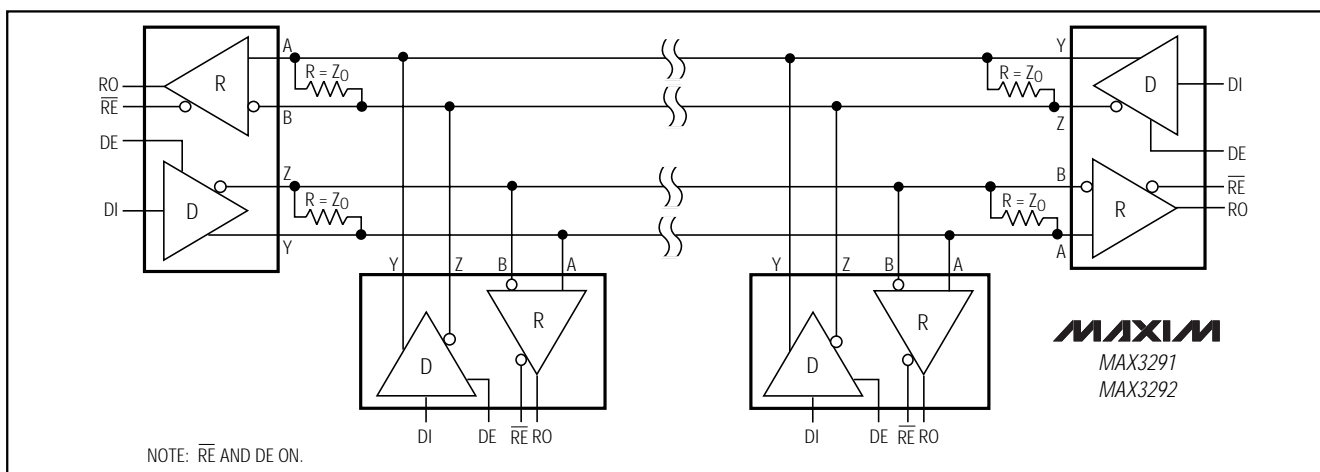 A
Y
RO
R
R = Z0
R = Z0
D
DI
RE
B
Z
DE
DE
Z
B
RE
DI
D
R = Z0
R = Z0
R
RO
Y
A
Y Z B A
Y Z B A
R
R
D
D
MAXIM
MAX3291
MAX3292
DI DE RE RO
DI DE RE RO
NOTE: RE AND DE ON.